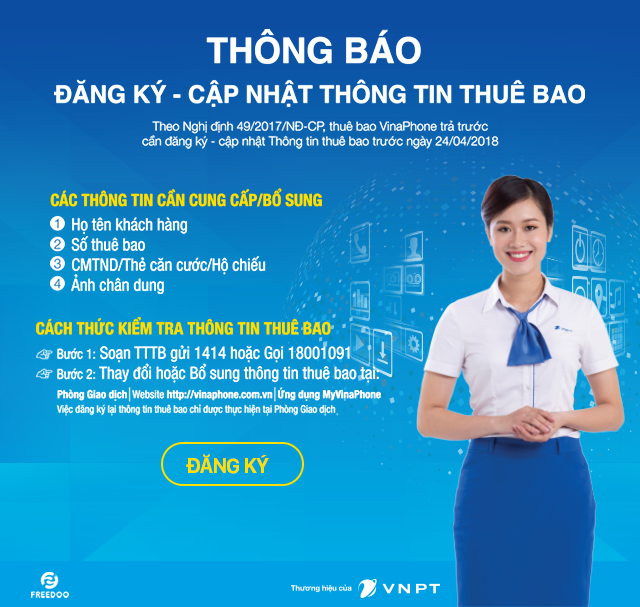 THÔNG BÁO
ĐĂNG KÝ - CẬP NHẬT THÔNG TIN THUÊ BAO
Theo Nghị định 49/2017/NĐ-CP, thuê bao VinaPhone trả trước
cần đăng ký - cập nhật Thông tin thuê bao trước ngày 24/04/2018
CÁC THÔNG TIN CẦN CUNG CẤP/BỔ SUNG
1 Họ tên khách hàng
2 Số thuê bao
3 CMTND/Thẻ căn cước/Hộ chiếu
4 Ảnh chân dung
CÁCH THỨC KIỂM TRA THÔNG TIN THUÊ BAO
Bước 1: Soạn TTTB gửi 1414 hoặc Gọi 18001091
Bước 2: Thay đổi hoặc Bổ sung thông tin thuê bao tại:
Phòng Giao dịch | Website http://vinaphone.com.vn | Ứng dụng MyVinaPhone
Việc đăng ký lại thông tin thuê bao chỉ được thực hiện tại Phòng Giao dịch
ĐĂNG KÝ
FREEDOO
Thương hiệu của VNPT